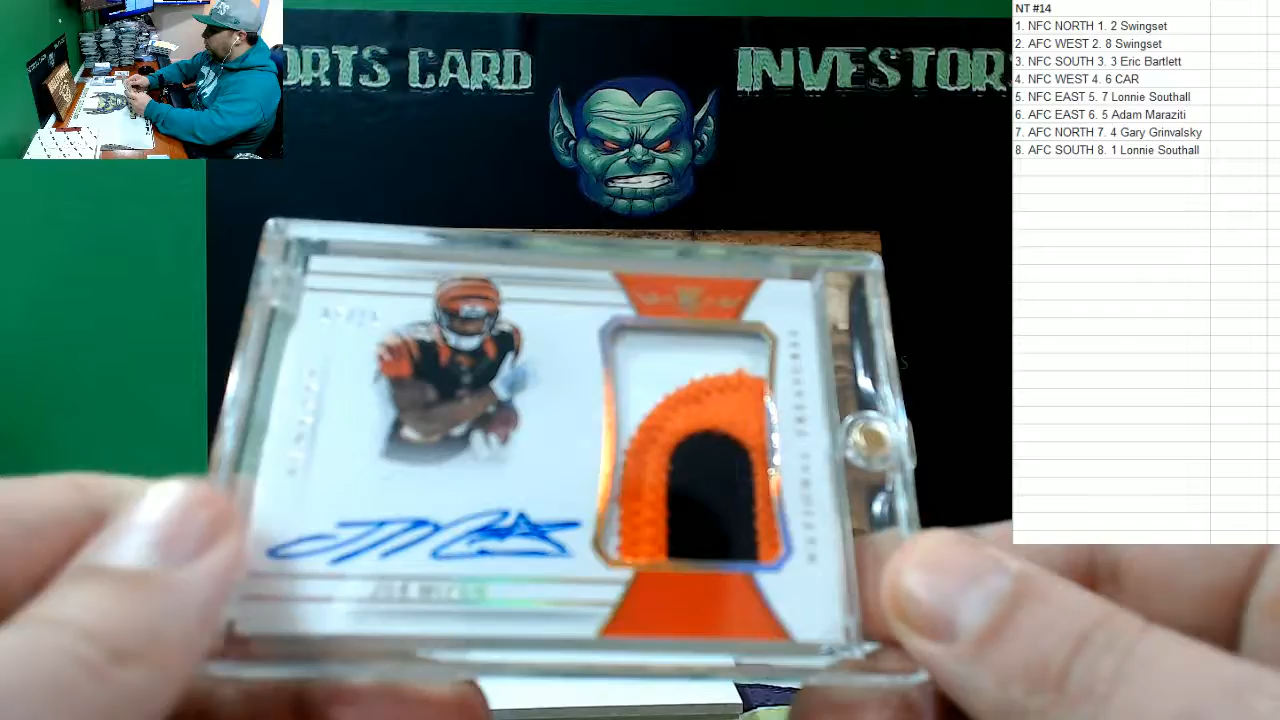 NT #14
1. NFC NORTH 1. 2 Swingset
2. AFC WEST 2. 8 Swingset
3. NFC SOUTH 3. 3 Eric Bartlett
4. NFC WEST 4. 6 CAR
5. NFC EAST 5. 7 Lonnie Southall
6. AFC EAST 6. 5 Adam Maraziti
7. AFC NORTH 7. 4 Gary Grinvalsky
8. AFC SOUTH 8. 1 Lonnie Southall
ORTS CARD INVESTOR
JOE MIXON